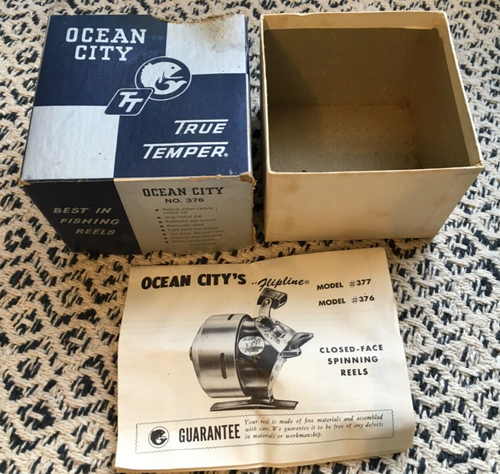 OCEAN
CITY
TT
TRUE
TEMPER®
BEST IN
FISHING
REELS
OCEAN CITY
NO. 376
OCEAN CITY'S "Flipline® MODEL #377
MODEL #376
CLOSED-FACE
SPINNING
REELS
GUARANTEE
Your reel is made of fine materials and assembled
with care. We guarantee it to be free of any defects
in materials or workmanship.